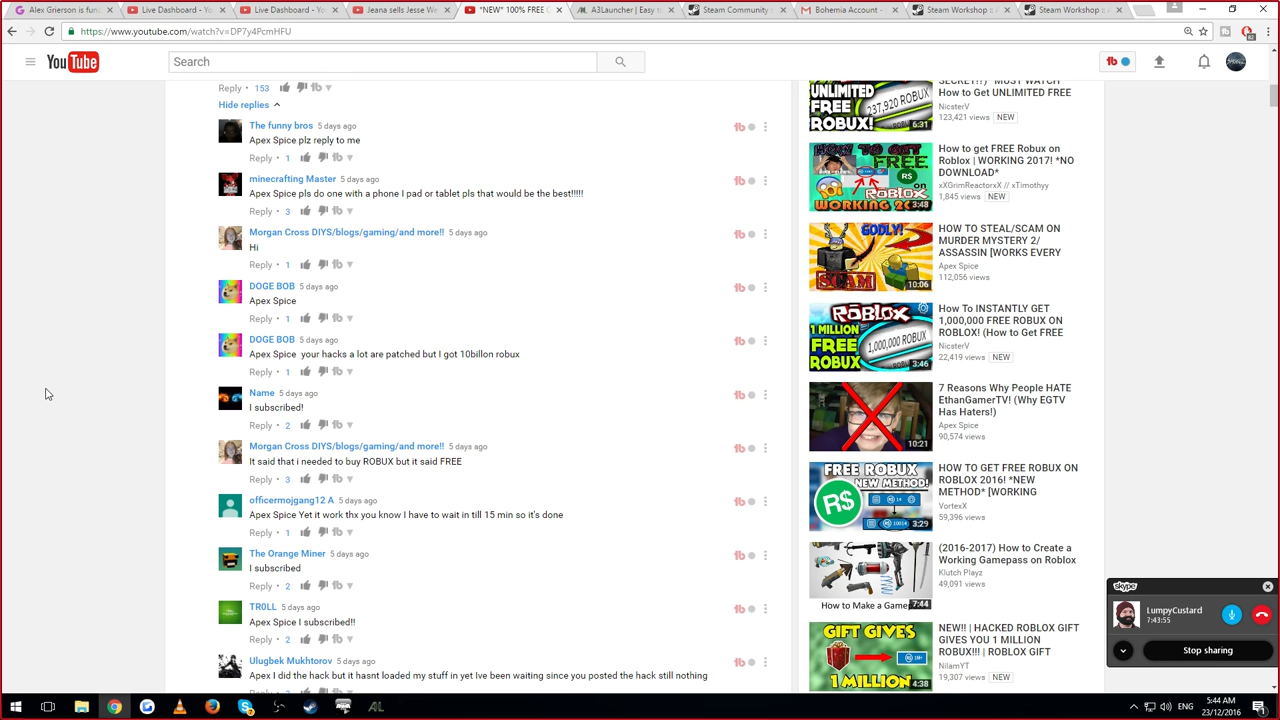 Alex Grierson is fun
Live Dashboard - Yo
Live Dashboard - Yo
Jeana sells Jesse We
*NEW* 100% FREE
A3Launcher | Easy t
Steam Community
Bohemia Account -
Steam Workshop ::
Steam Workshop :: A
https://www.youtube.com/watch?v=DP7y4PcmHFU
62
YouTube
Search
tb
Reply • 153
Hide replies
The funny bros 5 days ago
Apex Spice plz reply to me
Reply • 1
minecrafting Master 5 days ago
Apex Spice pls do one with a phone I pad or tablet pls that would be the best!!!!!
Reply • 3
Morgan Cross DIYS/blogs/gaming/and more!! 5 days ago
Hi
Reply • 1
DOGE BOB 5 days ago
Apex Spice
Reply • 1
DOGE BOB 5 days ago
Apex Spice your hacks a lot are patched but I got 10billon robux
Reply • 1
Name 5 days ago
I subscribed!
Reply • 2
Morgan Cross DIYS/blogs/gaming/and more!! 5 days ago
It said that i needed to buy ROBUX but it said FREE
Reply • 3
officermojgang12 A 5 days ago
Apex Spice Yet it work thx you know I have to wait in till 15 min so it's done
Reply • 1
The Orange Miner 5 days ago
I subscribed
Reply • 2
TR0LL 5 days ago
Apex Spice I subscribed!!
Reply • 2
Ulugbek Mukhtorov 5 days ago
Apex I did the hack but it hasnt loaded my stuff in yet Ive been waiting since you posted the hack still nothing
UNLIMITED
FREE
ROBUX!
237,920 ROBUX
6:31
SECRET!?) *MUST WATCH*
How to Get UNLIMITED FREE
NicsterV
123,421 views NEW
HOW TO GET
FREE
R$
on
ROBLOX
WORKING
3:48
How to get FREE Robux on
Roblox | WORKING 2017! *NO
DOWNLOAD*
xXGrimReactorxX // xTimothyy
1,845 views NEW
GODLY!
SCAM
10:06
HOW TO STEAL/SCAM ON
MURDER MYSTERY 2/
ASSASSIN [WORKS EVERY
Apex Spice
112,056 views
ROBLOX
1 MILLION
FREE
ROBUX
1,000,000 ROBUX
3:46
How To INSTANTLY GET
1,000,000 FREE ROBUX ON
ROBLOX! (How to Get FREE
NicsterV
22,419 views NEW
10:21
7 Reasons Why People HATE
EthanGamerTV! (Why EGTV
Has Haters!)
Apex Spice
90,574 views
FREE ROBUX
NEW METHOD!
R$
14
10014
3:29
HOW TO GET FREE ROBUX ON
ROBLOX 2016! *NEW
METHOD* [WORKING
VortexX
59,396 views
How to Make a Gamep
7:44
(2016-2017) How to Create a
Working Gamepass on Roblox
Klutch Playz
49,091 views
GIFT GIVES
1 MILLION
4:38
NEW!! | HACKED ROBLOX GIFT
GIVES YOU 1 MILLION
ROBUX!!! | ROBLOX GIFT
NilamYT
19,307 views NEW
skype
LumpyCustard
7:43:55
Stop sharing
ENG
5:44 AM
23/12/2016
1